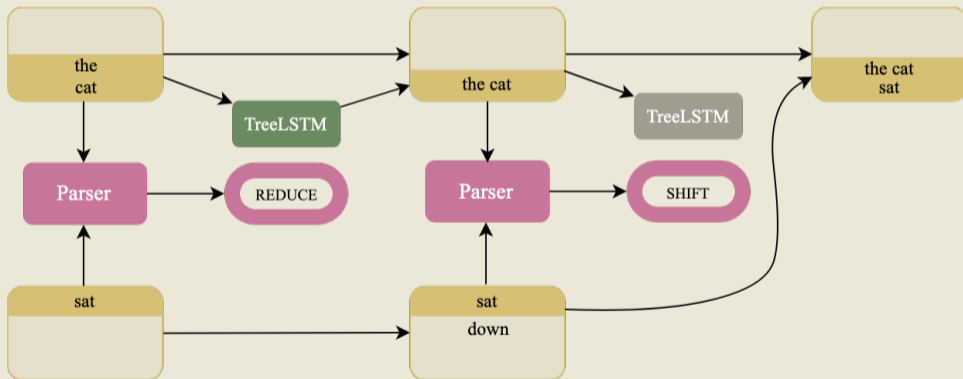 the
cat
the cat
the cat
sat
TreeLSTM
TreeLSTM
Parser
REDUCE
Parser
SHIFT
sat
sat
down